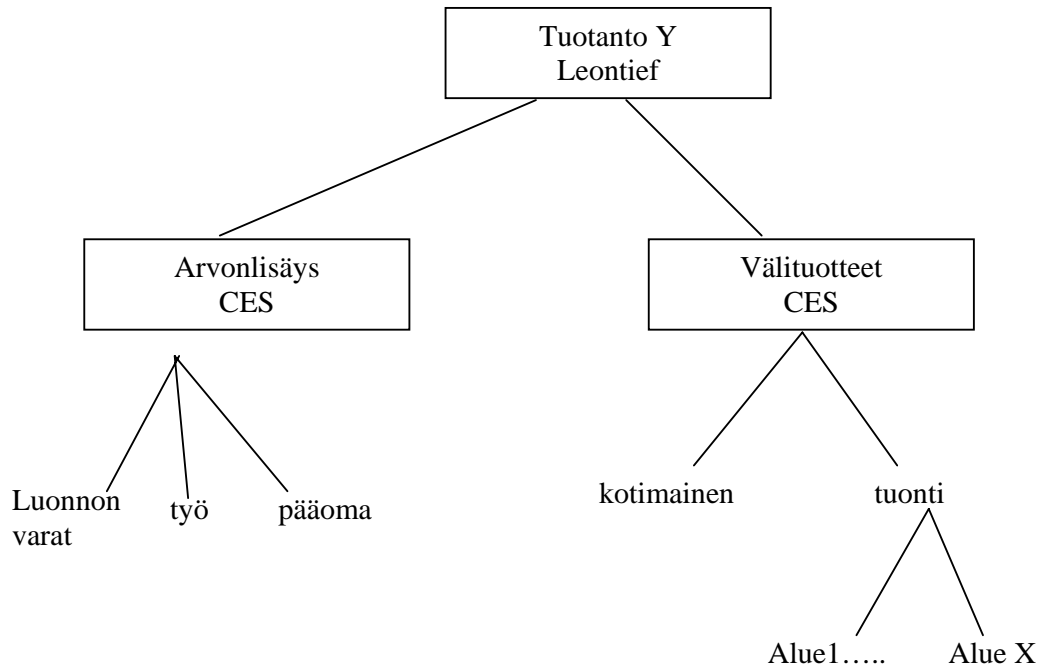 Tuotanto Y
Leontief
Arvonlisäys
CES
Välituotteet
CES
Luonnon
varat
työ
pääoma
kotimainen
tuonti
Alue1…..
Alue X